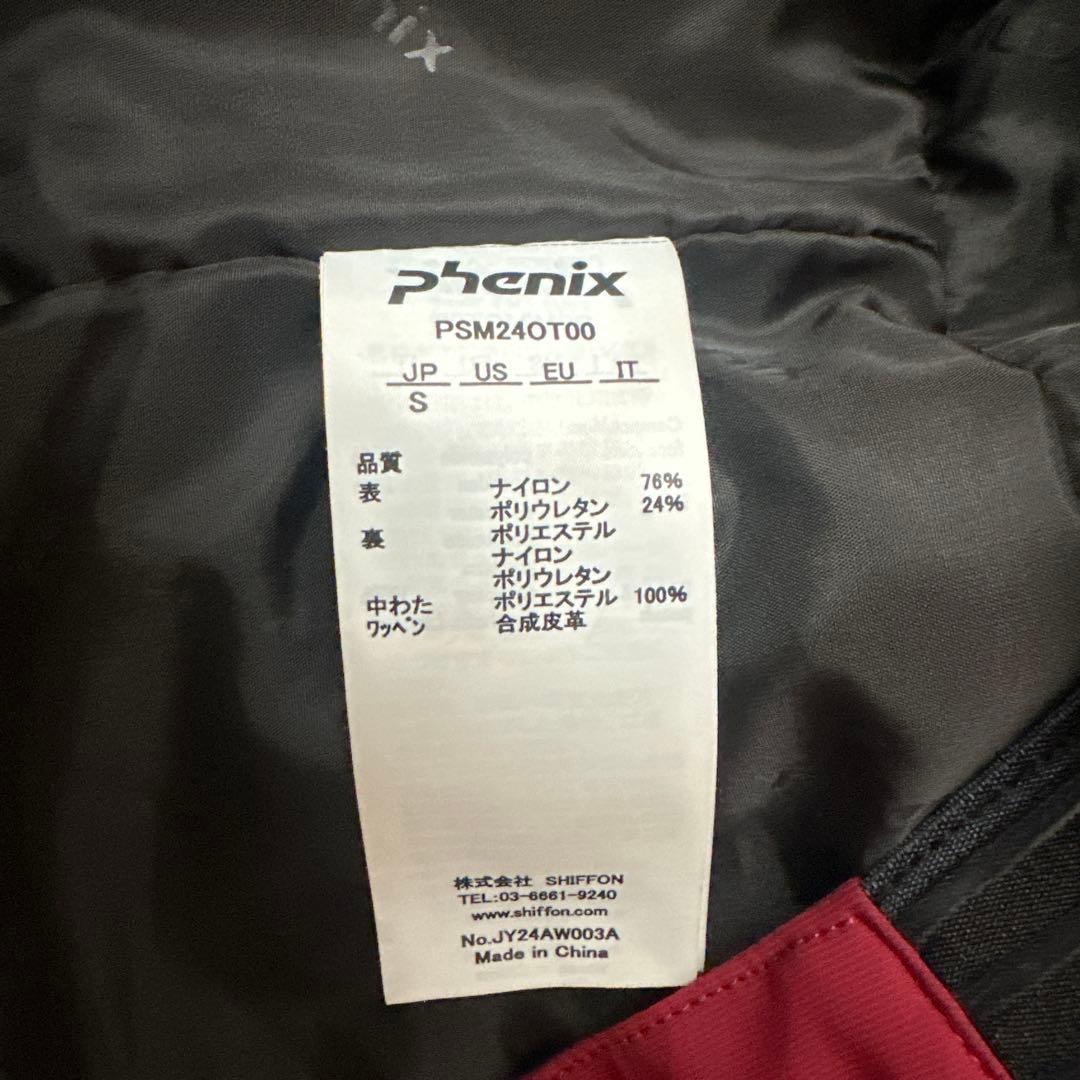 nix
phenix
PSM24OT00
JP US EU IT
S
品質
表 ナイロン 76%
ポリウレタン 24%
裏 ポリエステル
ナイロン
ポリウレタン
中わた ポリエステル 100%
ワッペン 合成皮革
株式会社 SHIFFON
TEL:03-6661-9240
www.shiffon.com
No.JY24AW003A
Made in China